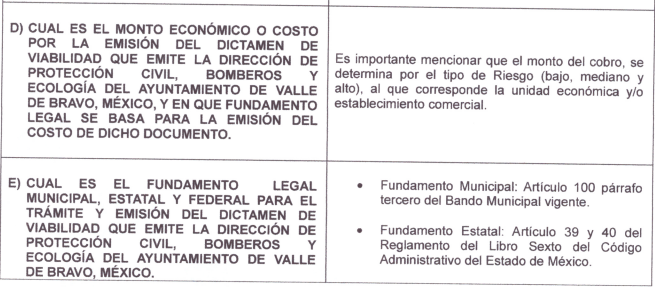 D) CUAL ES EL MONTO ECONÓMICO O COSTO
POR LA EMISIÓN DEL DICTAMEN DE
VIABILIDAD QUE EMITE LA DIRECCIÓN DE
PROTECCIÓN CIVIL, BOMBEROS Y
ECOLOGÍA DEL AYUNTAMIENTO DE VALLE
DE BRAVO, MÉXICO, Y EN QUE FUNDAMENTO
LEGAL SE BASA PARA LA EMISIÓN DEL
COSTO DE DICHO DOCUMENTO.
Es importante mencionar que el monto del cobro, se
determina por el tipo de Riesgo (bajo, mediano y
alto), al que corresponde la unidad económica y/o
establecimiento comercial.
E) CUAL ES EL FUNDAMENTO LEGAL
MUNICIPAL, ESTATAL Y FEDERAL PARA EL
TRÁMITE Y EMISIÓN DEL DICTAMEN DE
VIABILIDAD QUE EMITE LA DIRECCIÓN DE
PROTECCIÓN CIVIL, BOMBEROS Y
ECOLOGÍA DEL AYUNTAMIENTO DE VALLE
DE BRAVO, MÉXICO.
• Fundamento Municipal: Artículo 100 párrafo
tercero del Bando Municipal vigente.
• Fundamento Estatal: Artículo 39 y 40 del
Reglamento del Libro Sexto del Código
Administrativo del Estado de México.